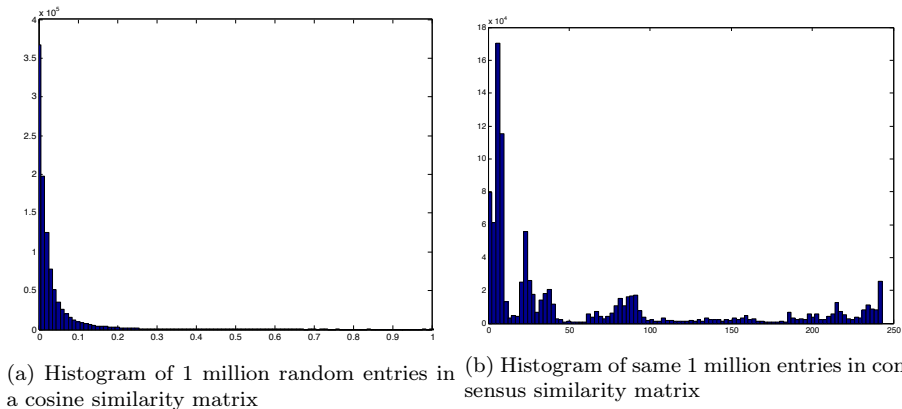 x 10⁵
4
3.5
3
2.5
2
1.5
1
0.5
0
0 0.1 0.2 0.3 0.4 0.5 0.6 0.7 0.8 0.9 1
(a) Histogram of 1 million random entries in
a cosine similarity matrix
x 10⁴
18
16
14
12
10
8
6
4
2
0
0 50 100 150 200 250
(b) Histogram of same 1 million entries in con
sensus similarity matrix